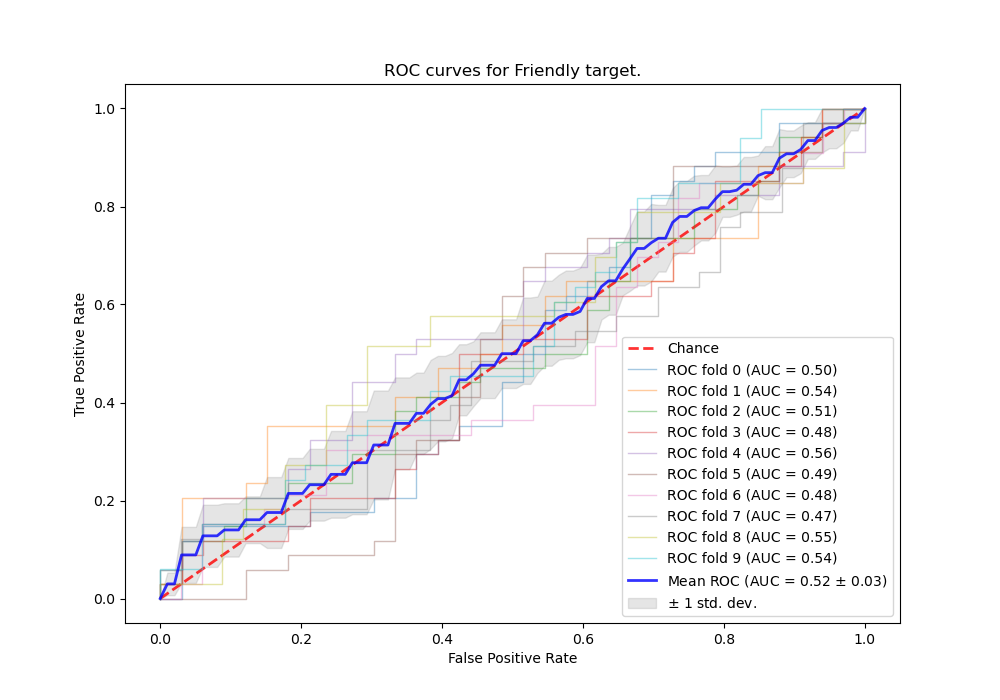 ROC curves for Friendly target.
True Positive Rate
1.0
0.8
0.6
0.4
0.2
0.0
0.0 0.2 0.4 0.6 0.8 1.0
False Positive Rate
Chance
ROC fold 0 (AUC = 0.50)
ROC fold 1 (AUC = 0.54)
ROC fold 2 (AUC = 0.51)
ROC fold 3 (AUC = 0.48)
ROC fold 4 (AUC = 0.56)
ROC fold 5 (AUC = 0.49)
ROC fold 6 (AUC = 0.48)
ROC fold 7 (AUC = 0.47)
ROC fold 8 (AUC = 0.55)
ROC fold 9 (AUC = 0.54)
Mean ROC (AUC = 0.52 ± 0.03)
± 1 std. dev.